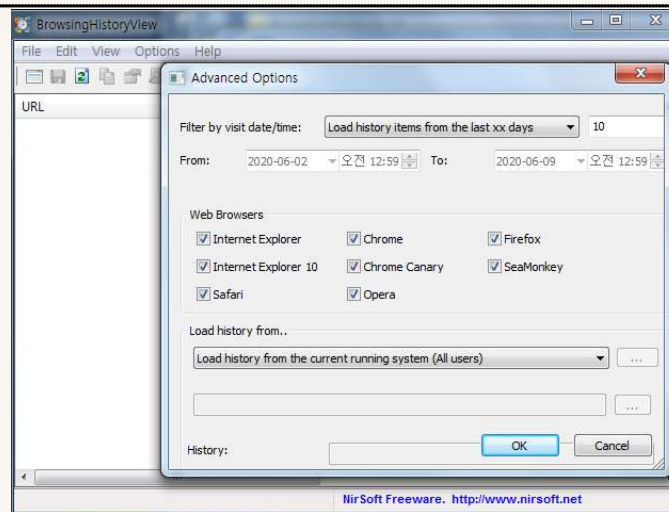 BrowsingHistoryView
File Edit View Options Help
URL
Advanced Options
Filter by visit date/time: Load history items from the last xx days 10
From: 2020-06-02 오전 12:59 To: 2020-06-09 오전 12:59
Web Browsers
Internet Explorer Chrome Firefox
Internet Explorer 10 Chrome Canary SeaMonkey
Safari Opera
Load history from..
Load history from the current running system (All users) ...
...
History:
OK Cancel
NirSoft Freeware. http://www.nirsoft.net